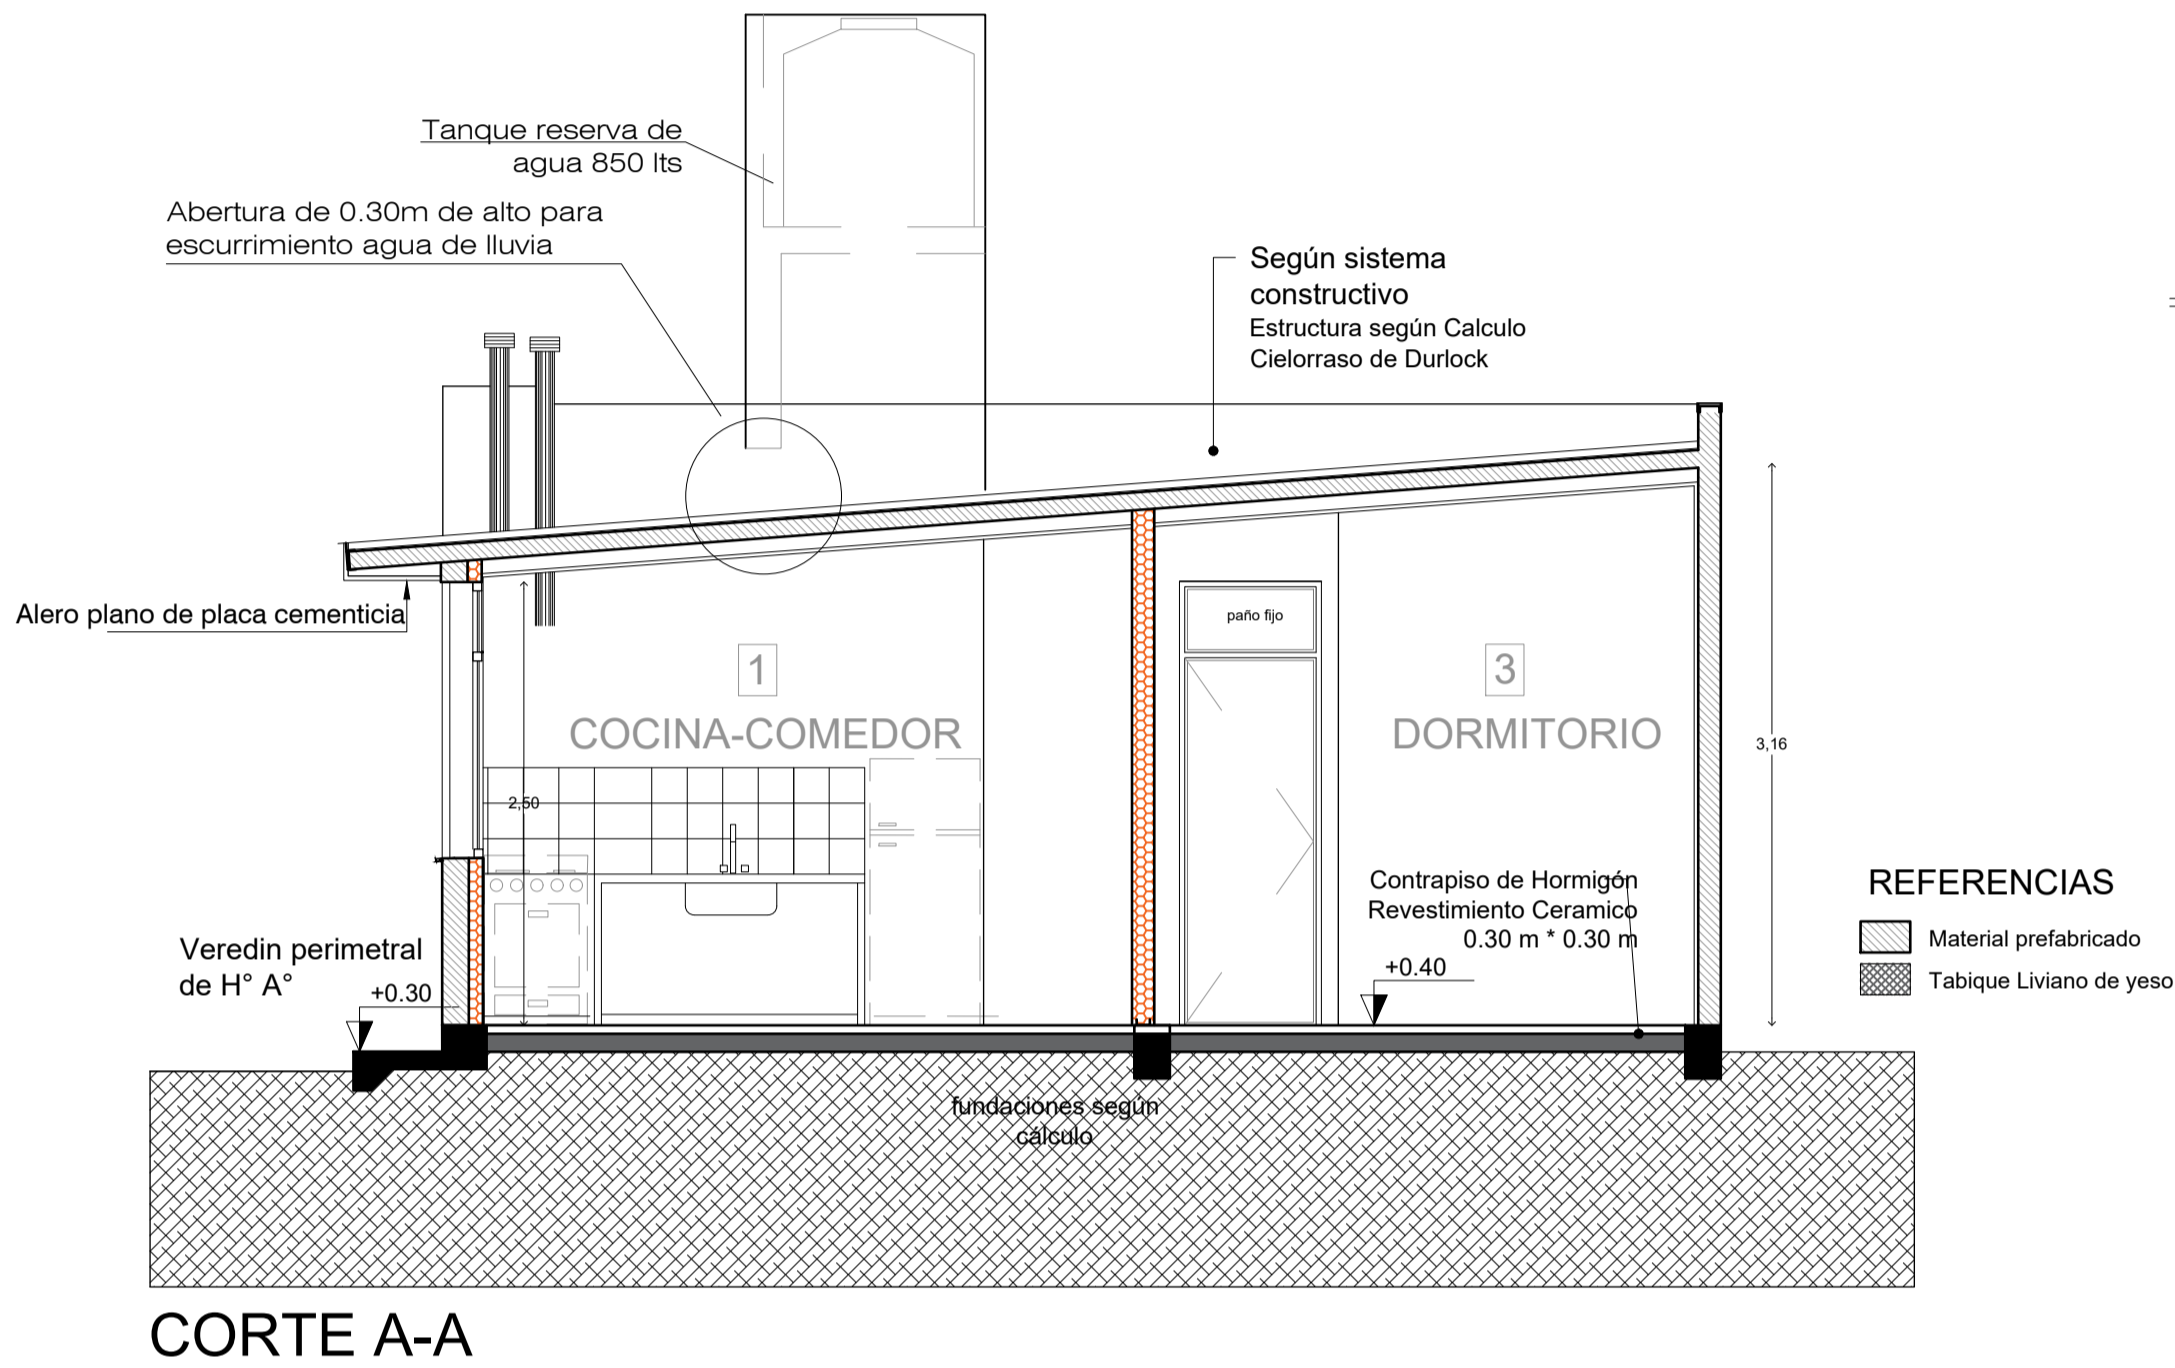 Tanque reserva de
agua 850 lts
Abertura de 0.30m de alto para
escurrimiento agua de lluvia
Según sistema
constructivo
Estructura según Calculo
Cielorraso de Durlock
Alero plano de placa cementicia
paño fijo
1
COCINA-COMEDOR
3
DORMITORIO
3,16
2,50
Contrapiso de Hormigón
Revestimiento Ceramico
0.30 m * 0.30 m
+0.40
REFERENCIAS
Material prefabricado
Tabique Liviano de yeso
Veredin perimetral
de H° A°
+0.30
fundaciones según
cálculo
CORTE A-A